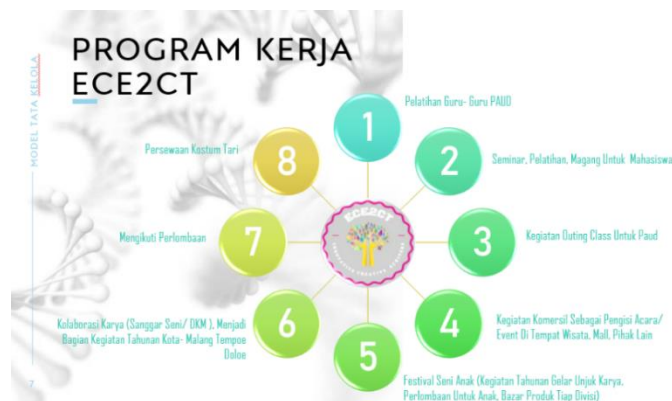 PROGRAM KERJA
ECE2CT
MODEL TATA KELOLA
1
Pelatihan Guru- Guru PAUD
2
Seminar, Pelatihan, Magang Untuk Mahasiswa
3
Kegiatan Outing Class Untuk Paud
4
Kegiatan Komersil Sebagai Pengisi Acara/
Event Di Tempat Wisata, Mall, Pihak Lain
5
Festival Seni Anak (Kegiatan Tahunan Gelar Unjuk Karya,
Perlombaan Untuk Anak, Bazar Produk Tiap Divisi)
6
Kolaborasi Karya (Sanggar Seni/ DKM ), Menjadi
Bagian Kegiatan Tahunan Kota- Malang Tempoe
Doloe
7
Mengikuti Perlombaan
8
Persewaan Kostum Tari
ECE2CT
7